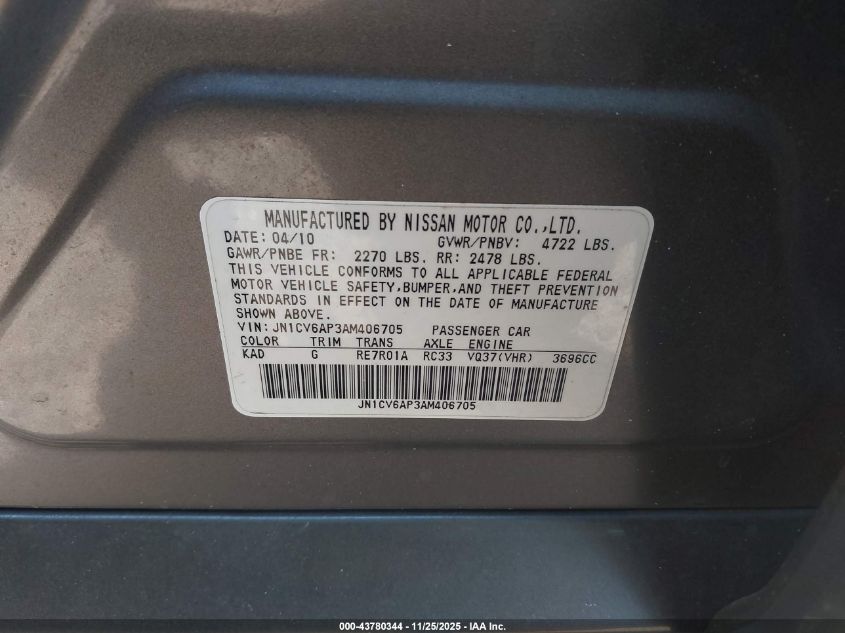 MANUFACTURED BY NISSAN MOTOR CO.,LTD.
DATE: 04/10 GVWR/PNBV: 4722 LBS.
GAWR/PNBE FR: 2270 LBS. RR: 2478 LBS.
THIS VEHICLE CONFORMS TO ALL APPLICABLE FEDERAL
MOTOR VEHICLE SAFETY,BUMPER,AND THEFT PREVENTION
STANDARDS IN EFFECT ON THE DATE OF MANUFACTURE
SHOWN ABOVE.
VIN: JN1CV6AP3AM406705 PASSENGER CAR
COLOR TRIM TRANS AXLE ENGINE
KAD G RE7R01A RC33 VQ37(VHR) 3696CC
JN1CV6AP3AM406705
000-43780344 - 11/25/2025 - IAA Inc.